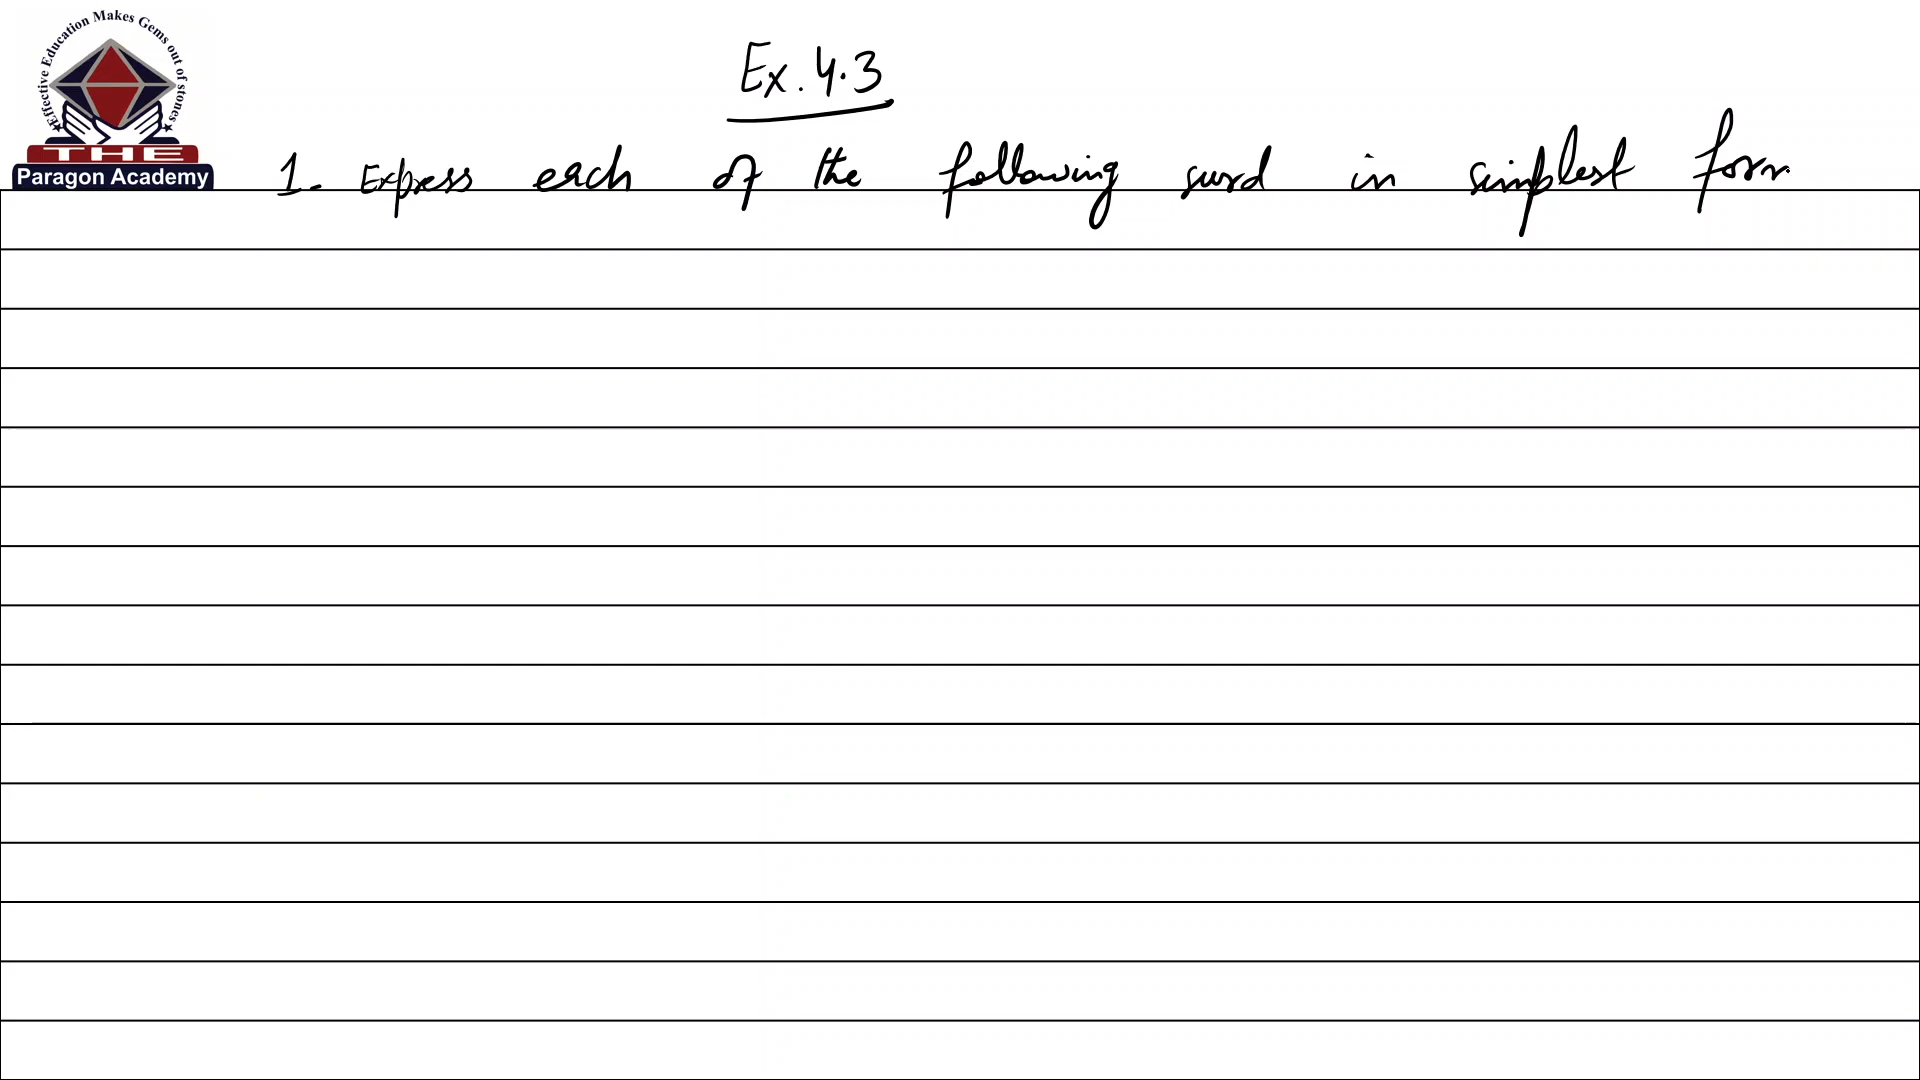 Effective Education Makes Gems out of stones
THE
Paragon Academy
Ex. 4.3
1. Express each of the following surd in simplest form